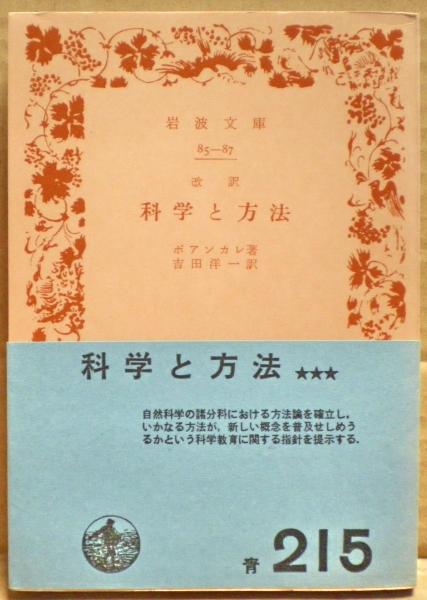 岩波文庫
85—87
改訳
科学と方法
ポアンカレ著
吉田洋一訳
科学と方法 ★★★
自然科学の諸分科における方法論を確立し,
いかなる方法が,新しい概念を普及せしめう
るかという科学教育に関する指針を提示する.
青 215